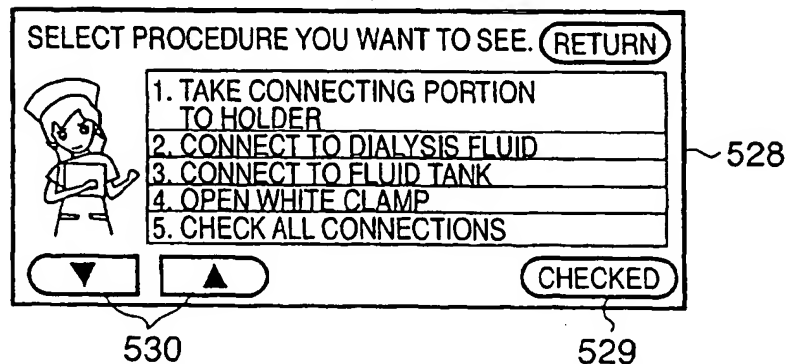 SELECT PROCEDURE YOU WANT TO SEE. RETURN
1. TAKE CONNECTING PORTION
TO HOLDER
2. CONNECT TO DIALYSIS FLUID
3. CONNECT TO FLUID TANK
4. OPEN WHITE CLAMP
5. CHECK ALL CONNECTIONS
528
▼ ▲ CHECKED
530 529